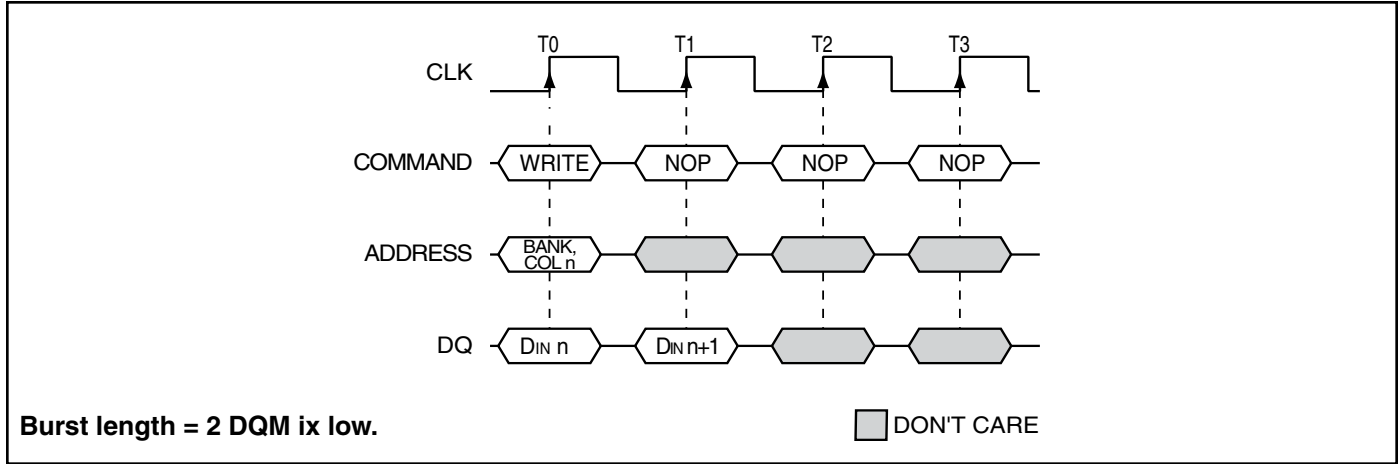 T0 T1 T2 T3
CLK
COMMAND WRITE NOP NOP NOP
ADDRESS BANK, COL n
DQ DIN n DIN n+1
Burst length = 2 DQM ix low.
DON'T CARE